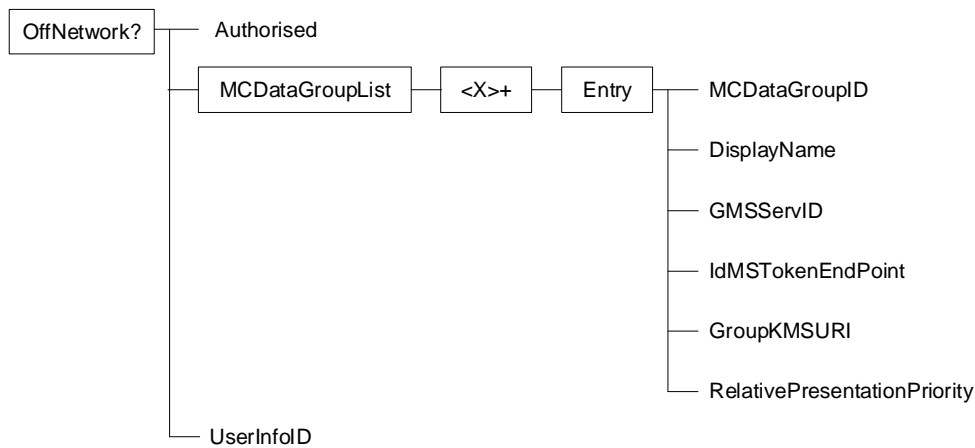 OffNetwork?
Authorised
MCDataGroupList <X>+ Entry MCDataGroupID
DisplayName
GMSServID
IdMSTokenEndPoint
GroupKMSURI
RelativePresentationPriority
UserInfoID